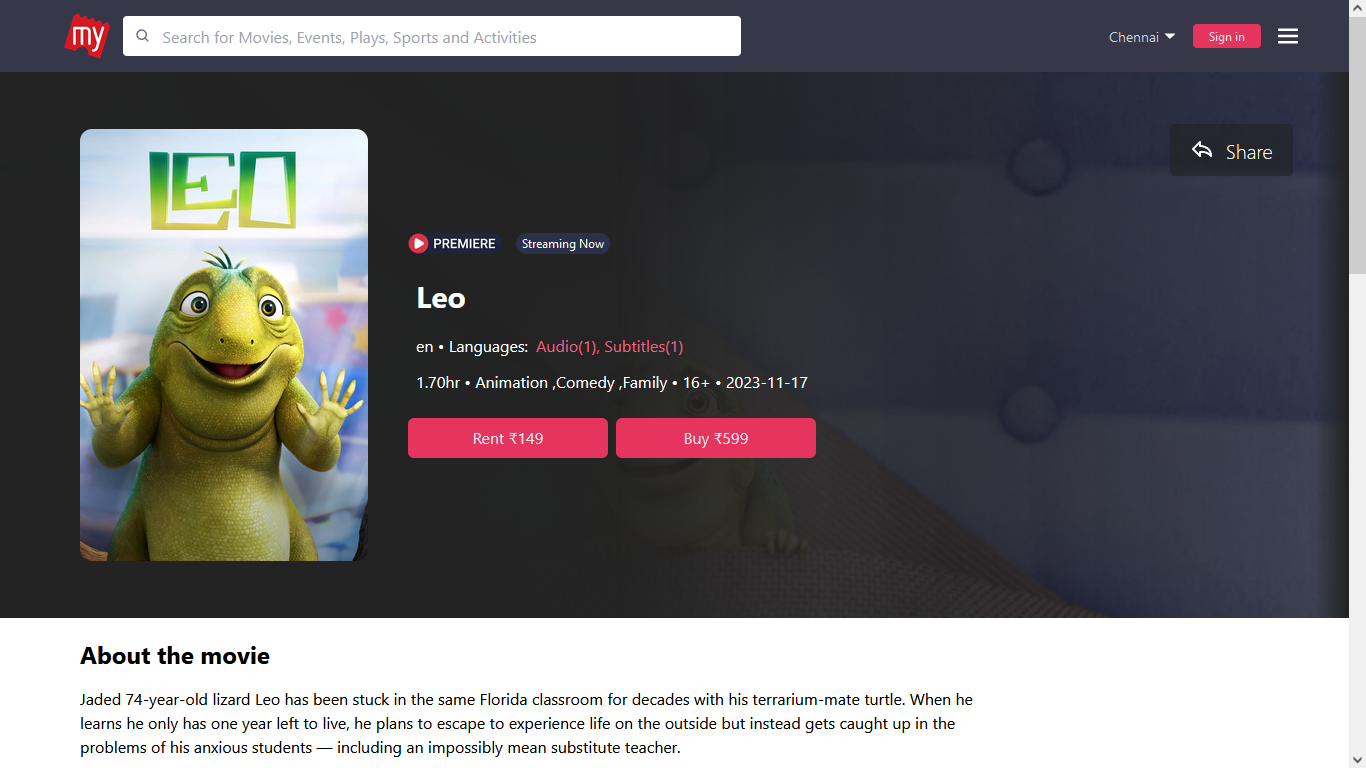 my
Search for Movies, Events, Plays, Sports and Activities
Chennai
Sign in
Share
LEO
PREMIERE
Streaming Now
Leo
en • Languages: Audio(1), Subtitles(1)
1.70hr • Animation ,Comedy ,Family • 16+ • 2023-11-17
Rent ₹149
Buy ₹599
About the movie
Jaded 74-year-old lizard Leo has been stuck in the same Florida classroom for decades with his terrarium-mate turtle. When he
learns he only has one year left to live, he plans to escape to experience life on the outside but instead gets caught up in the
problems of his anxious students — including an impossibly mean substitute teacher.